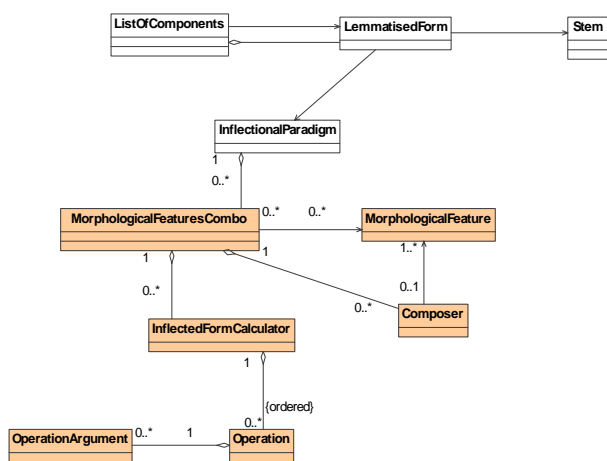 ListOfComponents
LemmatisedForm
Stem
InflectionalParadigm
1
0..*
MorphologicalFeaturesCombo
0..*
0..*
MorphologicalFeature
1
1
1..*
0..*
0..1
0..*
Composer
InflectedFormCalculator
1
{ordered}
0..*
OperationArgument
0..*
1
Operation